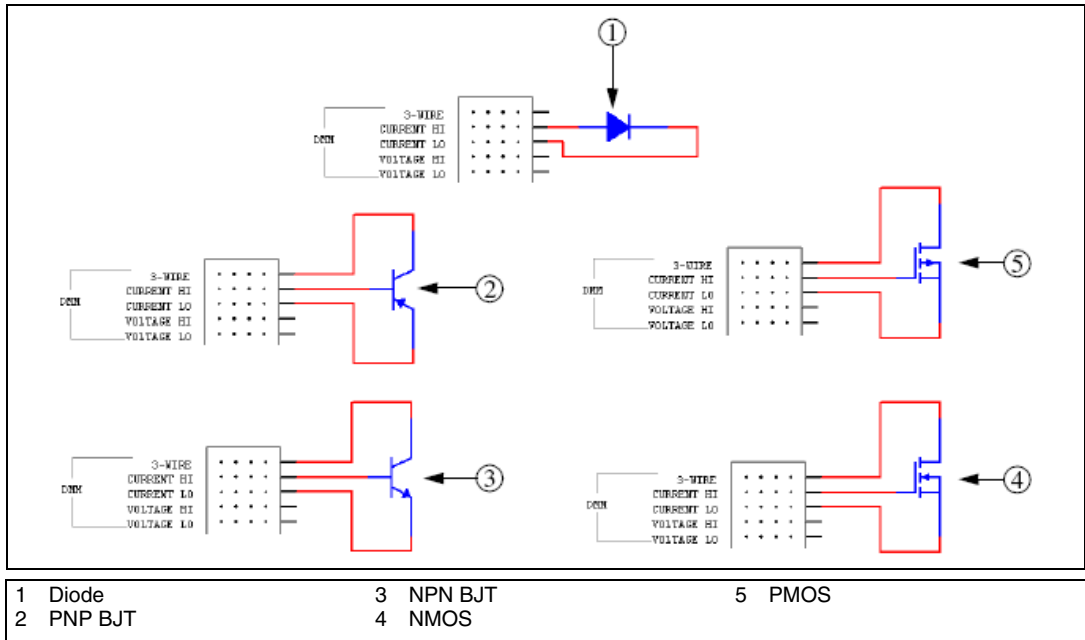 1
3-WIRE
CURRENT HI
DMM
CURRENT LO
VOLTAGE HI
VOLTAGE LO
3-WIRE
CURRENT HI
DMM
CURRENT LO
VOLTAGE HI
VOLTAGE LO
2
3-WIRE
CURRENT HI
DMM
CURRENT LO
VOLTAGE HI
VOLTAGE LO
5
3-WIRE
CURRENT HI
DMM
CURRENT LO
VOLTAGE HI
VOLTAGE LO
3
3-WIRE
CURRENT HI
DMM
CURRENT LO
VOLTAGE HI
VOLTAGE LO
4
1 Diode
2 PNP BJT
3 NPN BJT
4 NMOS
5 PMOS